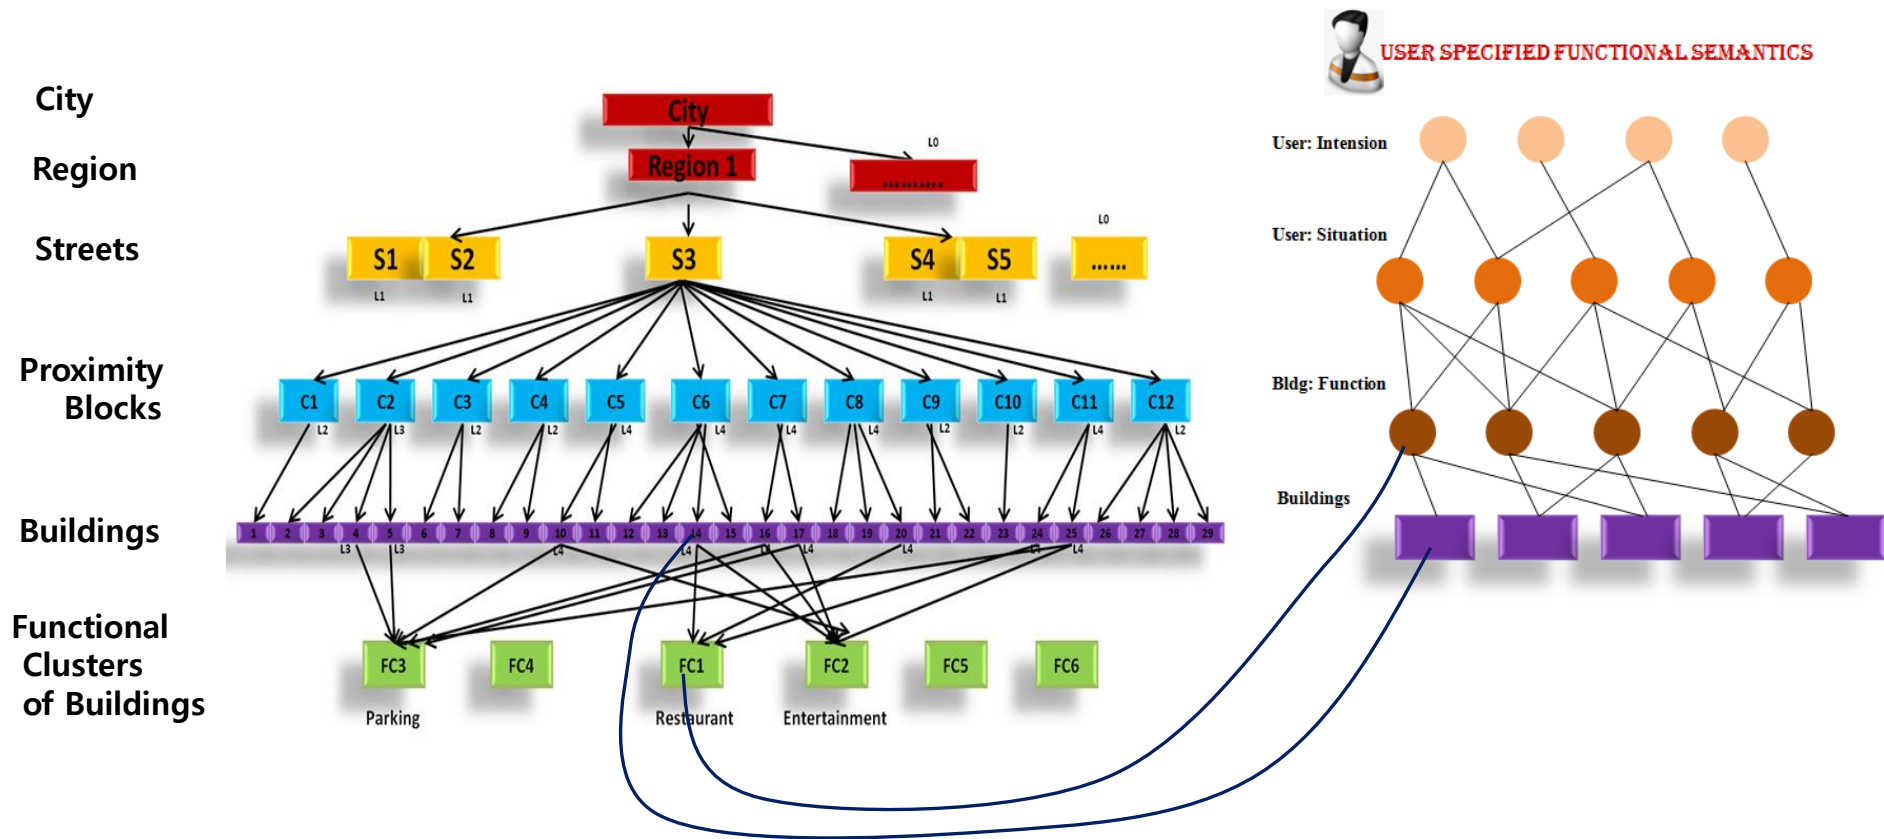 USER SPECIFIED FUNCTIONAL SEMANTICS
City
City
L0
Region
Region 1
..........
User: Intension
L0
User: Situation
Streets
S1 S2 S3 S4 S5 ......
L1 L1 L1 L1
Proximity
Blocks
C1 C2 C3 C4 C5 C6 C7 C8 C9 C10 C11 C12
L2 L3 L2 L2 L4 L4 L4 L4 L2 L2 L4 L2
Bldg: Function
Buildings
Buildings
1 2 3 4 5 6 7 8 9 10 11 12 13 14 15 16 17 18 19 20 21 22 23 24 25 26 27 28 29
L3 L3 L4 L4 L4 L4 L4 L4
Functional
Clusters
of Buildings
FC3 FC4 FC1 FC2 FC5 FC6
Parking Restaurant Entertainment